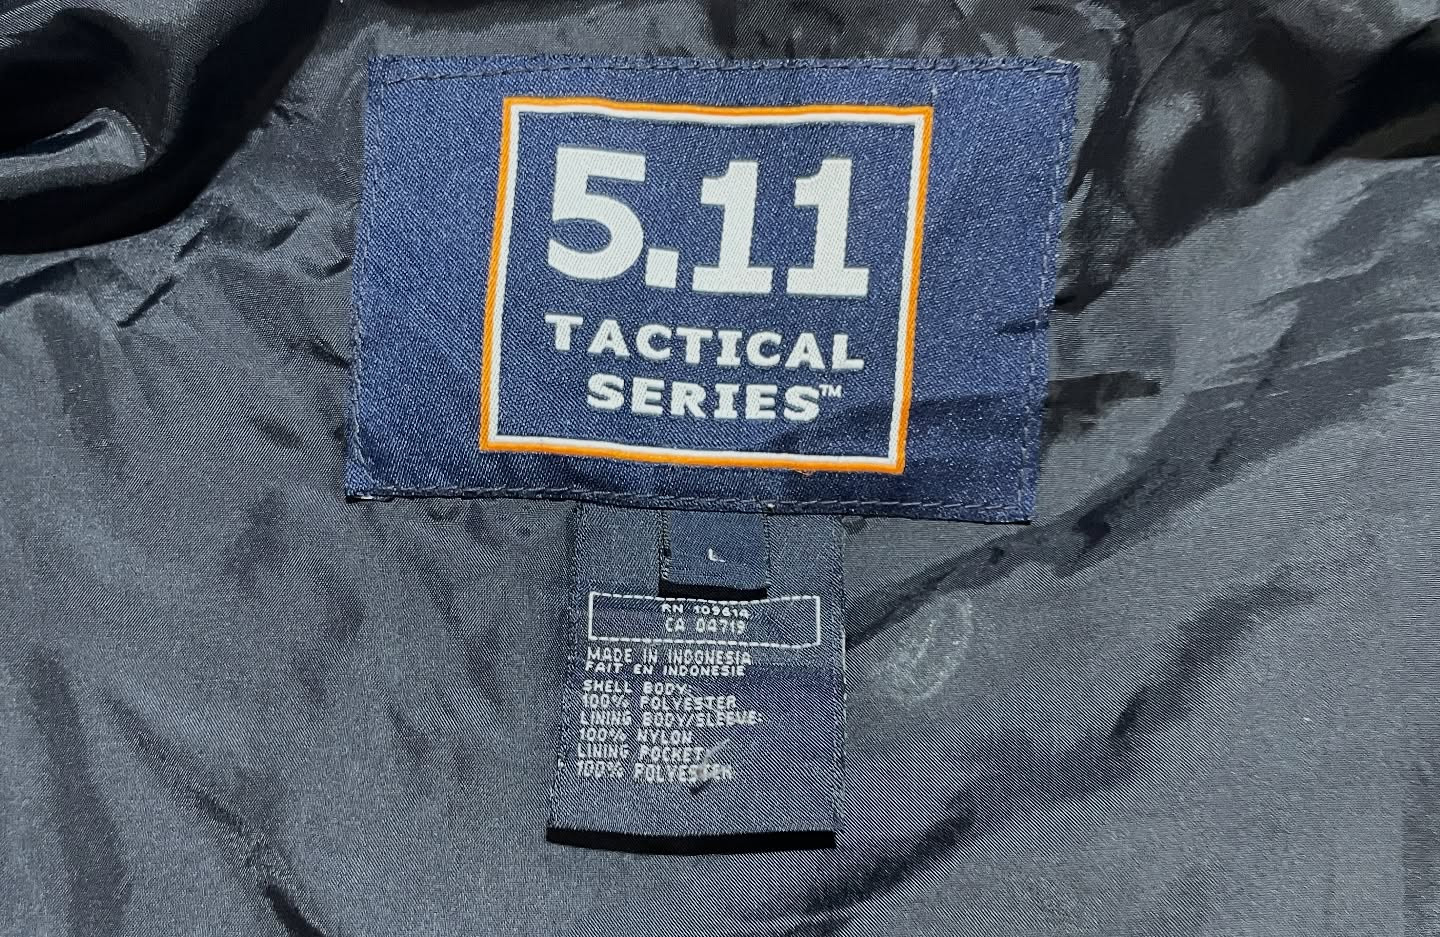 5.11
TACTICAL
SERIES™
L
RN 109614
CA 04719
MADE IN INDONESIA
FAIT EN INDONESIE
SHELL BODY:
100% POLYESTER
LINING BODY/SLEEVE:
100% NYLON
LINING POCKET
100% POLYESTER